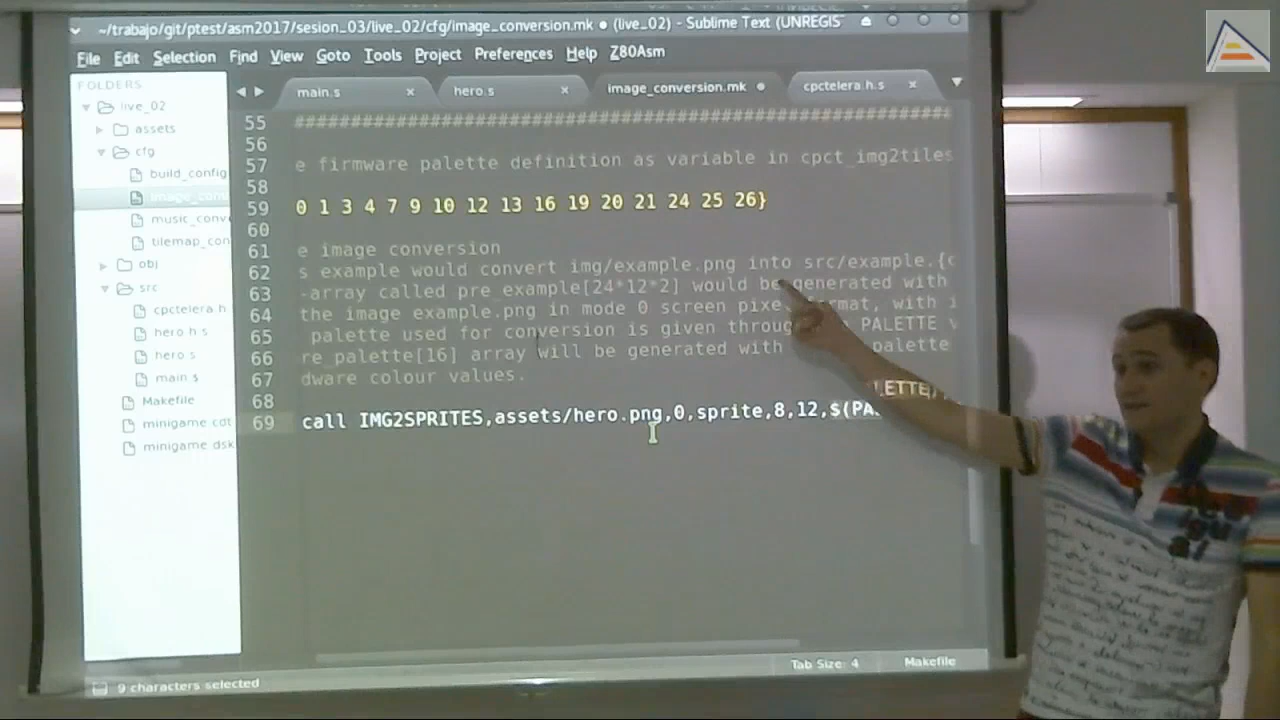 ~/trabajo/git/ptest/asm2017/sesion_03/live_02/cfg/image_conversion.mk • (live_02) - Sublime Text (UNREGIS
File Edit Selection Find View Goto Tools Project Preferences Help Z80Asm
FOLDERS
live_02
assets
cfg
build_config
image_con
music_conv
tilemap_con
obj
src
cpctelera.h
hero.h.s
hero.s
main.s
Makefile
minigame.cdt
minigame.dsk
main.s × hero.s × image_conversion.mk • cpctelera.h.s ×
55 ##########################################################
56
57 e firmware palette definition as variable in cpct_img2tiles
58
59 0 1 3 4 7 9 10 12 13 16 19 20 21 24 25 26}
60
61 e image conversion
62 s example would convert img/example.png into src/example.{c
63 -array called pre_example[24*12*2] would be generated with
64 the image example.png in mode 0 screen pixel format, with i
65 palette used for conversion is given through PALETTE v
66 re_palette[16] array will be generated with palette
67 dware colour values.
68 PALETTE),
69 call IMG2SPRITES,assets/hero.png,0,sprite,8,12,$(PA
9 characters selected
Tab Size: 4 Makefile